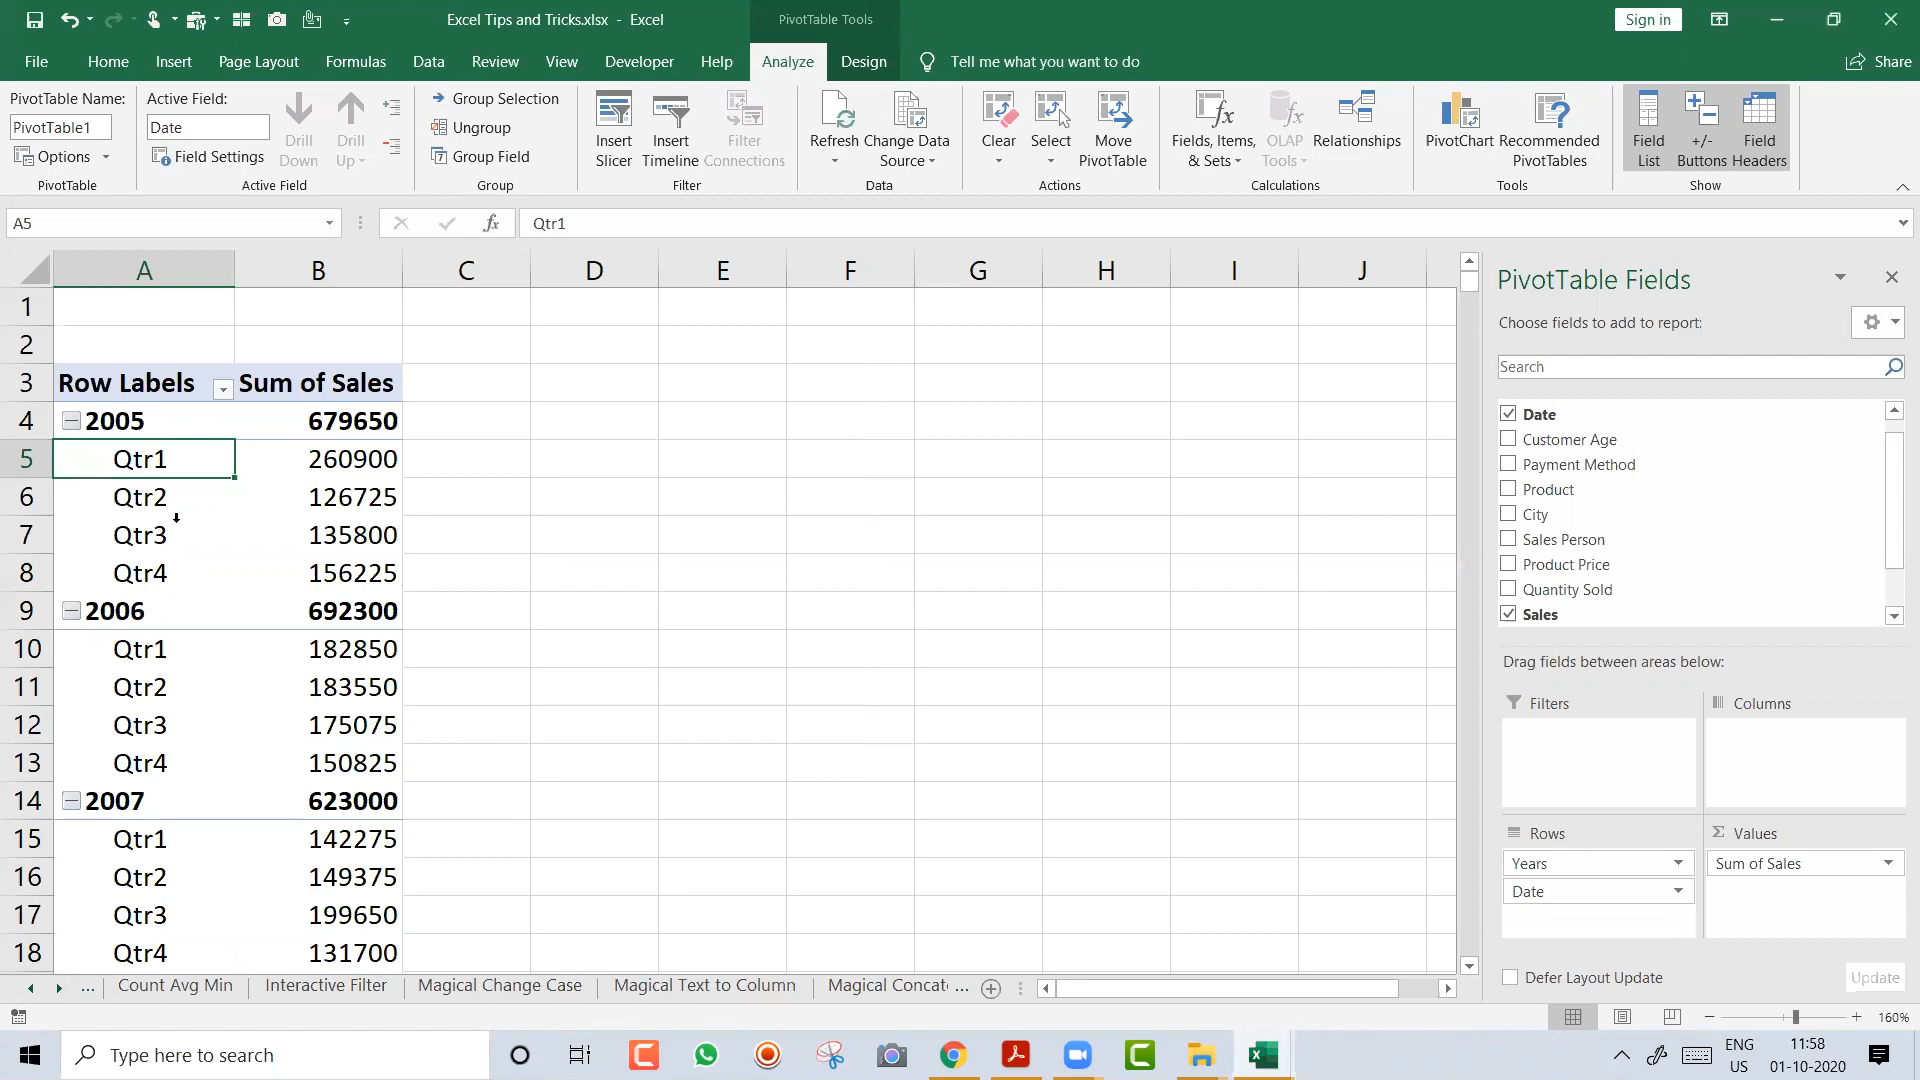 Excel Tips and Tricks.xlsx - Excel
PivotTable Tools
Sign in
File Home Insert Page Layout Formulas Data Review View Developer Help Analyze Design Tell me what you want to do Share
PivotTable Name:
PivotTable1
Options
PivotTable
Active Field:
Date
Field Settings
Drill Down
Drill Up
Active Field
Group Selection
Ungroup
Group Field
Group
Insert Slicer
Insert Timeline
Filter Connections
Filter
Refresh
Change Data Source
Data
Clear
Select
Move PivotTable
Actions
Fields, Items, & Sets
OLAP Tools
Relationships
Calculations
PivotChart
Recommended PivotTables
Tools
Field List
+/- Buttons
Field Headers
Show
A5
fx
Qtr1
A B C D E F G H I J
1
2
3 Row Labels Sum of Sales
4 2005 679650
5 Qtr1 260900
6 Qtr2 126725
7 Qtr3 135800
8 Qtr4 156225
9 2006 692300
10 Qtr1 182850
11 Qtr2 183550
12 Qtr3 175075
13 Qtr4 150825
14 2007 623000
15 Qtr1 142275
16 Qtr2 149375
17 Qtr3 199650
18 Qtr4 131700
PivotTable Fields
Choose fields to add to report:
Search
Date
Customer Age
Payment Method
Product
City
Sales Person
Product Price
Quantity Sold
Sales
Drag fields between areas below:
Filters
Columns
Rows
Years
Date
Values
Sum of Sales
Defer Layout Update
Update
... Count Avg Min Interactive Filter Magical Change Case Magical Text to Column Magical Concat ...
160%
Type here to search
ENG
US
11:58
01-10-2020